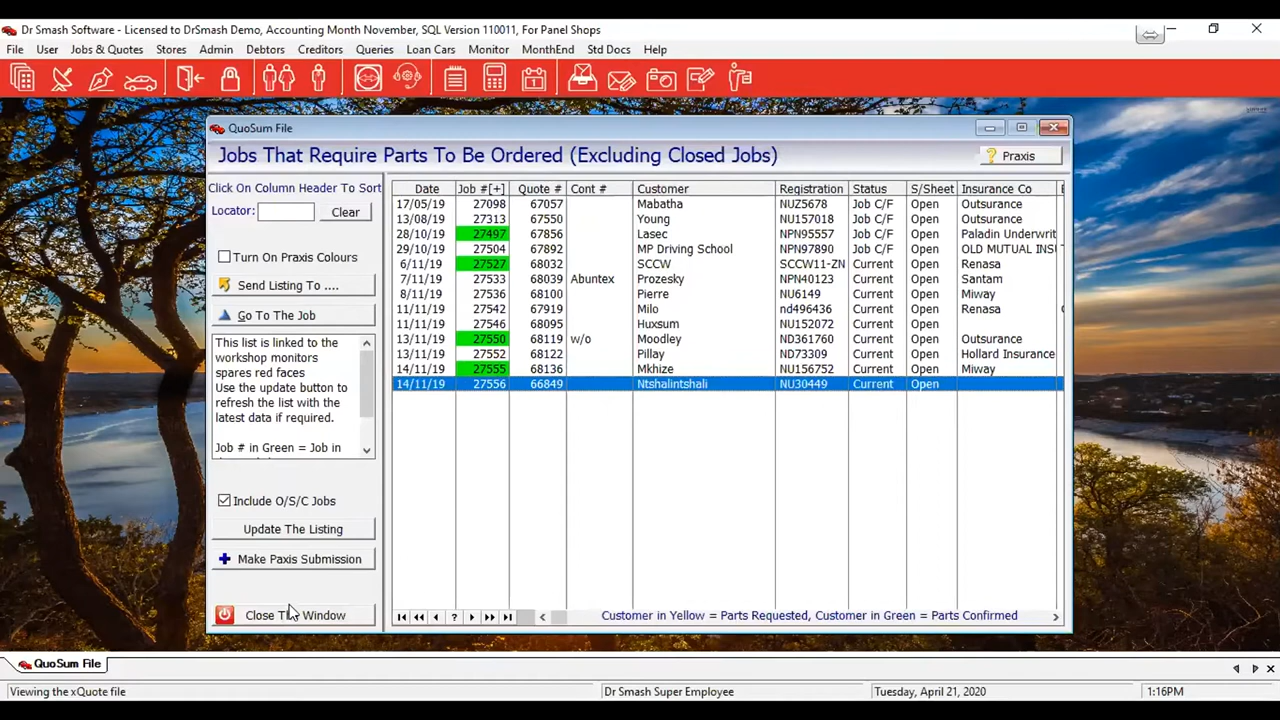 Dr Smash Software - Licensed to DrSmash Demo, Accounting Month November, SQL Version 110011, For Panel Shops
File User Jobs & Quotes Stores Admin Debtors Creditors Queries Loan Cars Monitor MonthEnd Std Docs Help
QuoSum File
Jobs That Require Parts To Be Ordered (Excluding Closed Jobs)
Praxis
Click On Column Header To Sort
Locator: Clear
Turn On Praxis Colours
Send Listing To ....
Go To The Job
This list is linked to the
workshop monitors
spares red faces
Use the update button to
refresh the list with the
latest data if required.
Job # in Green = Job in
Include O/S/C Jobs
Update The Listing
Make Paxis Submission
Close The Window
Date Job #[+] Quote # Cont # Customer Registration Status S/Sheet Insurance Co
17/05/19 27098 67057 Mabatha NUZ5678 Job C/F Open Outsurance
13/08/19 27313 67550 Young NU157018 Job C/F Open Outsurance
28/10/19 27497 67856 Lasec NPN95557 Job C/F Open Paladin Underwrit
29/10/19 27504 67892 MP Driving School NPN97890 Job C/F Open OLD MUTUAL INS
6/11/19 27527 68032 SCCW SCCW11-ZN Current Open Renasa
7/11/19 27533 68039 Abuntex Prozesky NPN40123 Current Open Santam
8/11/19 27536 68100 Pierre NU6149 Current Open Miway
11/11/19 27542 67919 Milo nd496436 Current Open Renasa
11/11/19 27546 68095 Huxsum NU152072 Current Open
13/11/19 27550 68119 w/o Moodley ND361760 Current Open Outsurance
13/11/19 27552 68122 Pillay ND73309 Current Open Hollard Insurance
14/11/19 27555 68136 Mkhize NU156752 Current Open Miway
14/11/19 27556 66849 Ntshalintshali NU30449 Current Open
Customer in Yellow = Parts Requested, Customer in Green = Parts Confirmed
QuoSum File
Viewing the xQuote file Dr Smash Super Employee Tuesday, April 21, 2020 1:16PM